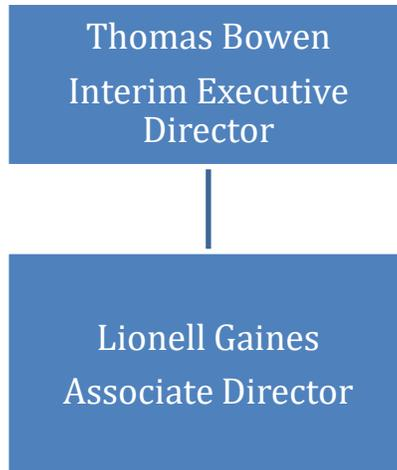 Thomas Bowen
Interim Executive
Director
Lionell Gaines
Associate Director